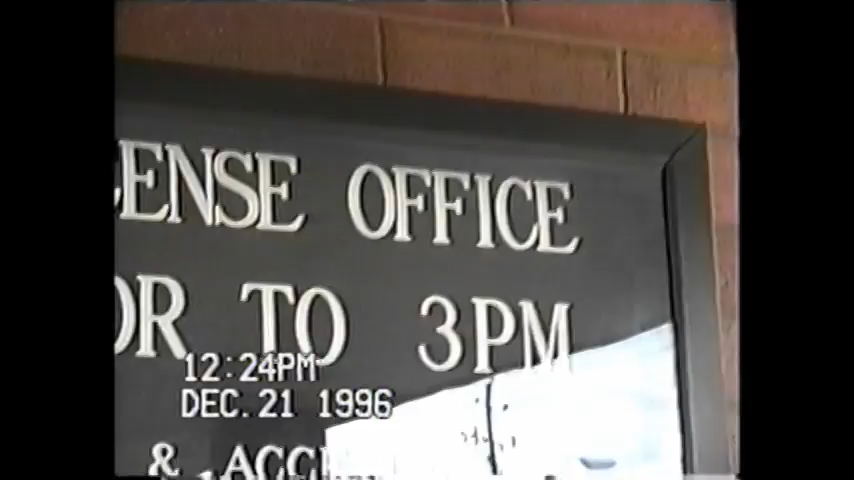 ENSE OFFICE
OR TO 3PM
12:24PM
DEC. 21 1996
& ACC